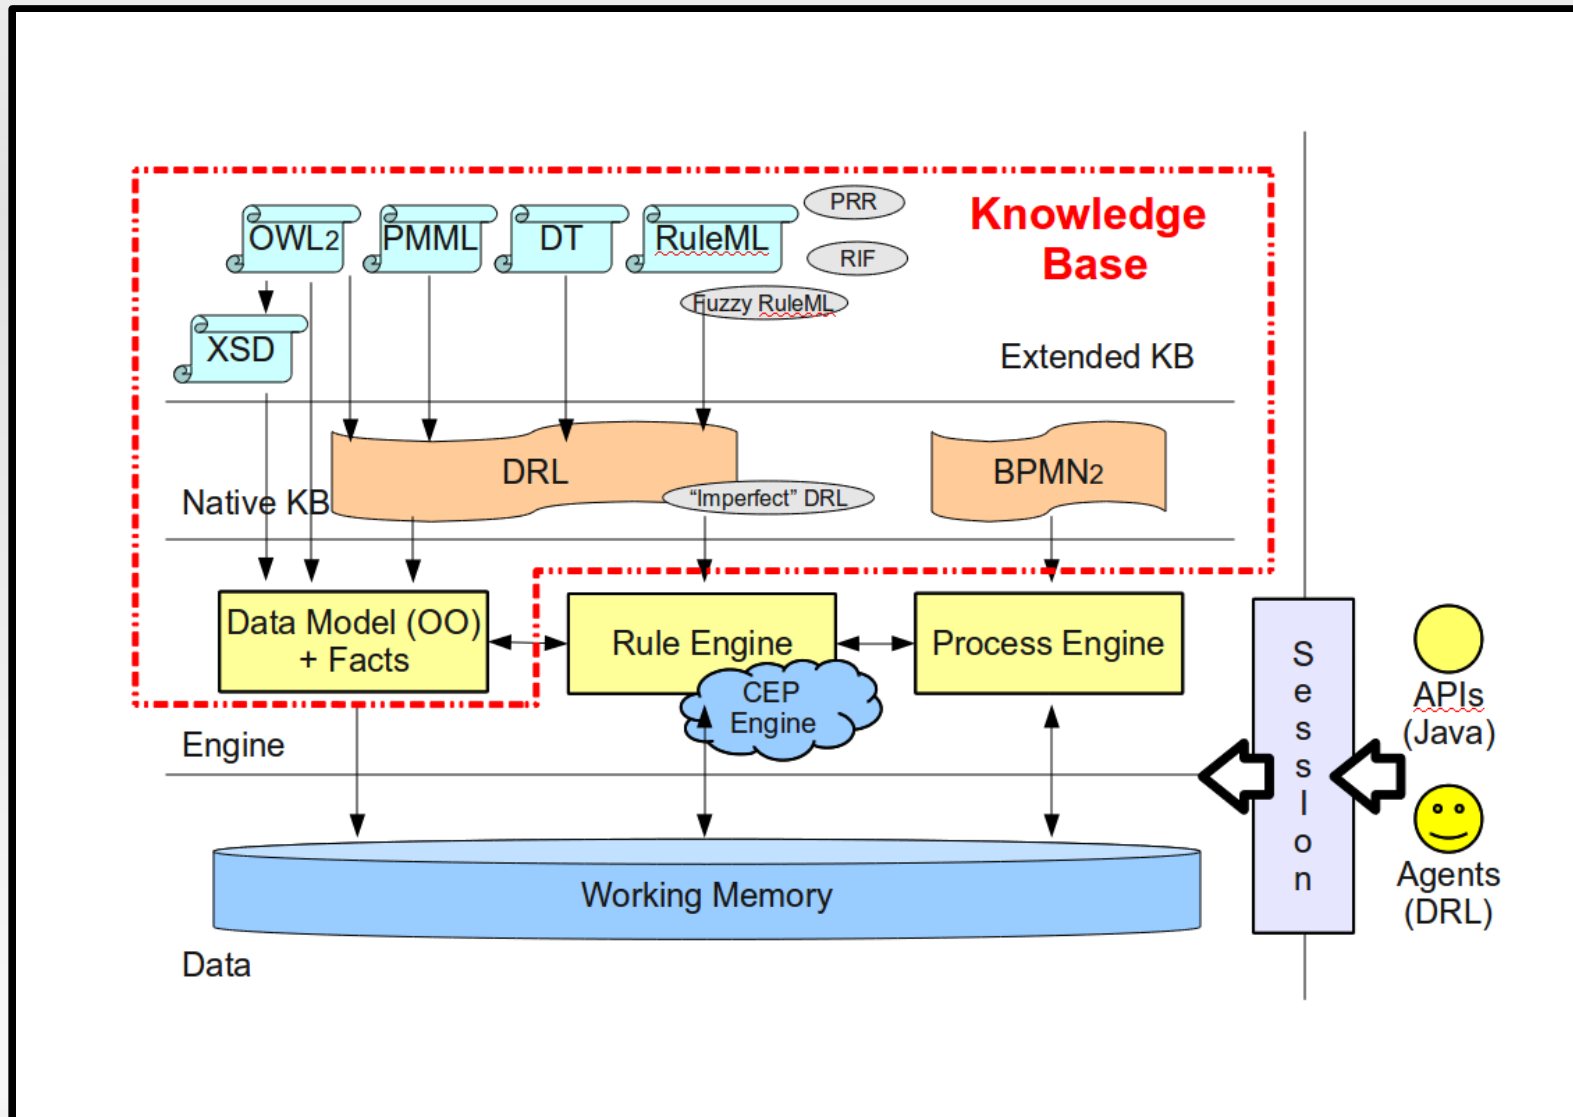 PRR
Knowledge
Base
OWL2
PMML
DT
RuleML
RIF
Fuzzy RuleML
XSD
Extended KB
DRL
BPMN2
"Imperfect" DRL
Native KB
Data Model (OO)
+ Facts
Rule Engine
Process Engine
CEP
Engine
Engine
Working Memory
Data
S
e
s
s
I
o
n
APIs
(Java)
Agents
(DRL)